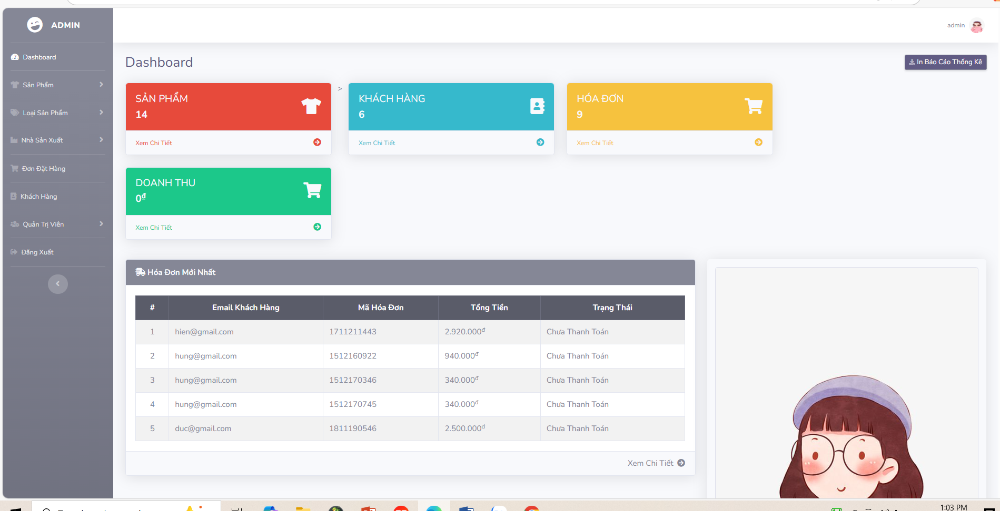 ADMIN
admin
Dashboard
Sản Phẩm
Loại Sản Phẩm
Nhà Sản Xuất
Đơn Đặt Hàng
Khách Hàng
Quản Trị Viên
Đăng Xuất
Dashboard
In Báo Cáo Thống Kê
SẢN PHẨM
14
Xem Chi Tiết
>
KHÁCH HÀNG
6
Xem Chi Tiết
HÓA ĐƠN
9
Xem Chi Tiết
DOANH THU
0₫
Xem Chi Tiết
Hóa Đơn Mới Nhất
# Email Khách Hàng Mã Hóa Đơn Tổng Tiền Trạng Thái
1 hien@gmail.com 1711211443 2.920.000đ Chưa Thanh Toán
2 hung@gmail.com 1512160922 940.000đ Chưa Thanh Toán
3 hung@gmail.com 1512170346 340.000đ Chưa Thanh Toán
4 hung@gmail.com 1512170745 340.000đ Chưa Thanh Toán
5 duc@gmail.com 1811190546 2.500.000đ Chưa Thanh Toán
Xem Chi Tiết
1:03 PM